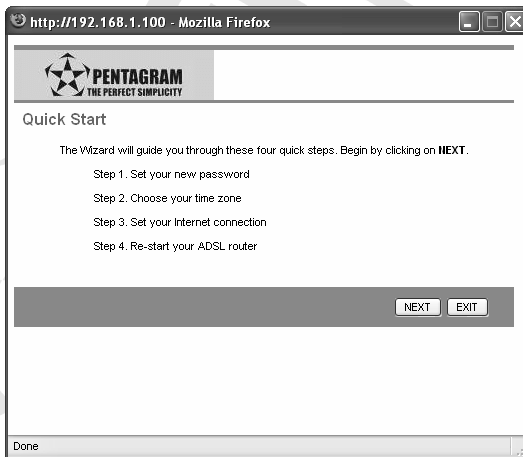 http://192.168.1.100 - Mozilla Firefox
PENTAGRAM
THE PERFECT SIMPLICITY
Quick Start
The Wizard will guide you through these four quick steps. Begin by clicking on NEXT.
Step 1. Set your new password
Step 2. Choose your time zone
Step 3. Set your Internet connection
Step 4. Re-start your ADSL router
NEXT EXIT
Done